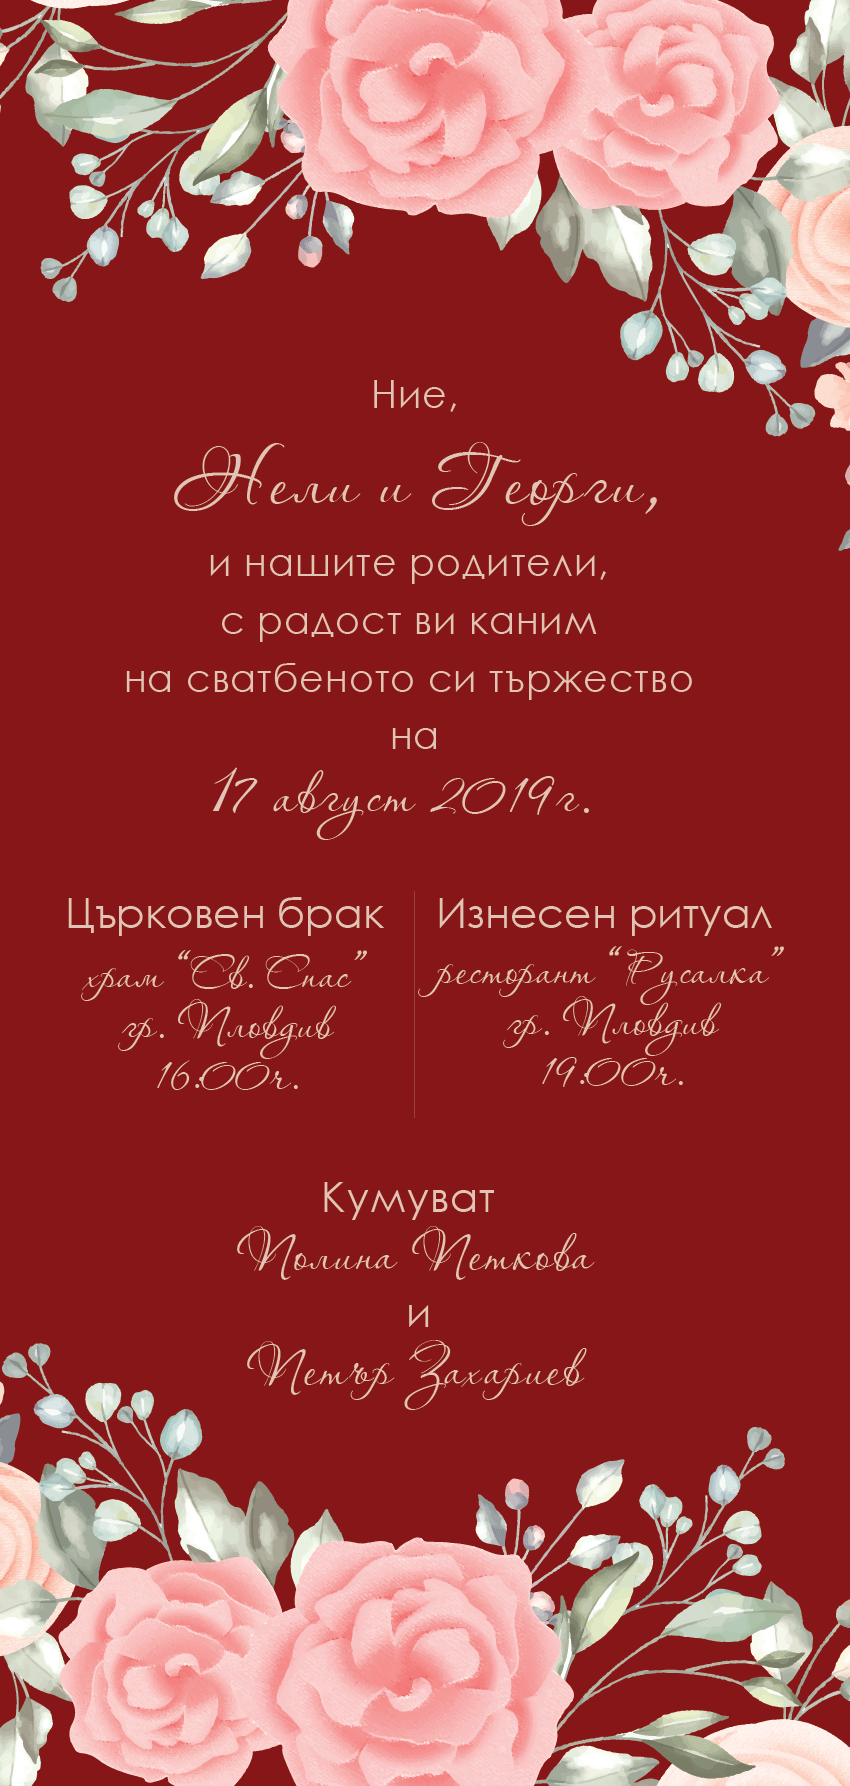 Ние,
Нели и Георги,
и нашите родители,
с радост ви каним
на сватбеното си тържество
на
17 август 2019г.
Църковен брак
храм “Св. Спас”
гр. Пловдив
16:00ч.
Изнесен ритуал
ресторант “Русалка”
гр. Пловдив
19:00ч.
Кумуват
Полина Петкова
и
Петър Захариев